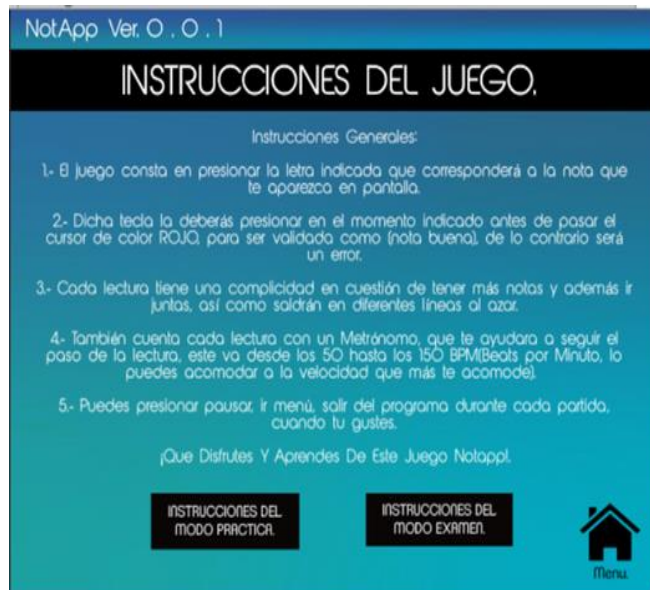 NotApp Ver. 0 . 0 . 1
INSTRUCCIONES DEL JUEGO.
Instrucciones Generales:
1.- El juego consta en presionar la letra indicada que corresponderá a la nota que
te aparezca en pantalla.
2.- Dicha tecla la deberás presionar en el momento indicado antes de pasar el
cursor de color ROJO, para ser validada como (nota buena), de lo contrario será
un error.
3.- Cada lectura tiene una complicidad en cuestión de tener más notas y además ir
juntas, así como saldrán en diferentes líneas al azar.
4.- También cuenta cada lectura con un Metrónomo, que te ayudara a seguir el
paso de la lectura, este va desde los 50 hasta los 150 BPM(Beats por Minuto, lo
puedes acomodar a la velocidad que más te acomode).
5.- Puedes presionar pausar, ir menú, salir del programa durante cada partida,
cuando tu gustes.
¡Que Disfrutes Y Aprendes De Este Juego Notapp!.
INSTRUCCIONES DEL
MODO PRACTICA.
INSTRUCCIONES DEL
MODO EXAMEN.
Menu.